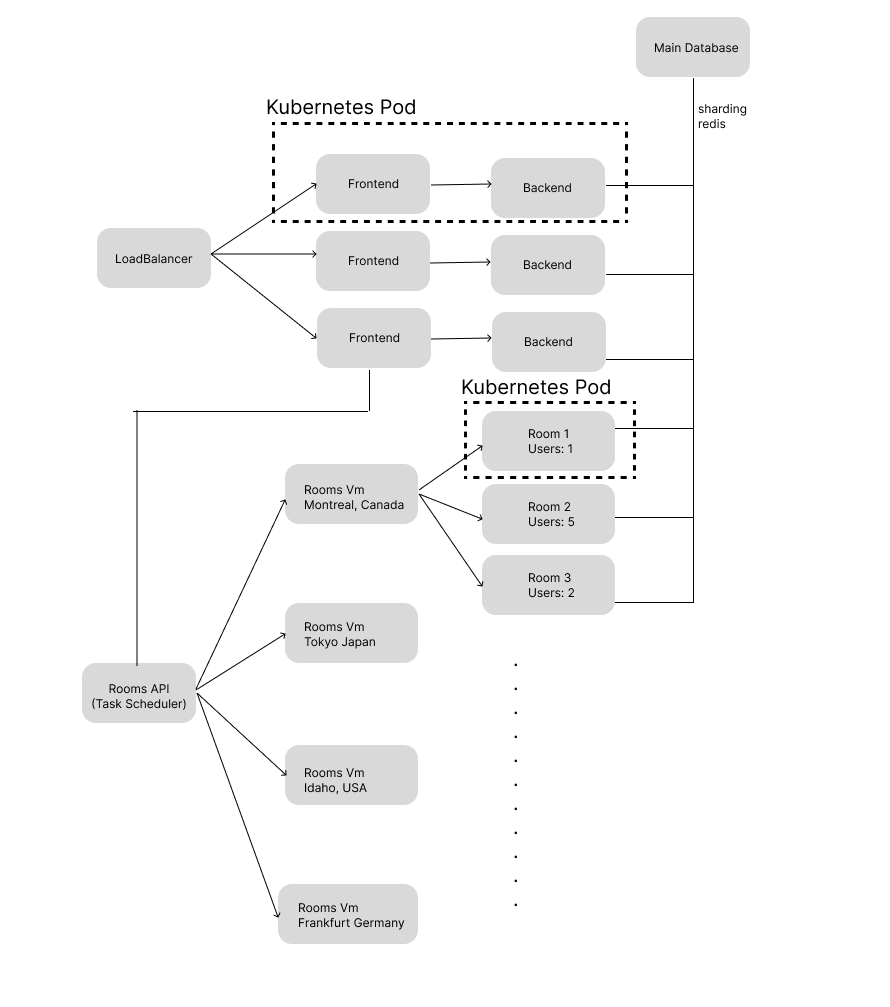 Main Database
sharding
redis
Kubernetes Pod
Frontend
Backend
LoadBalancer
Frontend
Backend
Frontend
Backend
Kubernetes Pod
Room 1
Users: 1
Rooms Vm
Montreal, Canada
Room 2
Users: 5
Room 3
Users: 2
Rooms Vm
Tokyo Japan
Rooms API
(Task Scheduler)
Rooms Vm
Idaho, USA
Rooms Vm
Frankfurt Germany